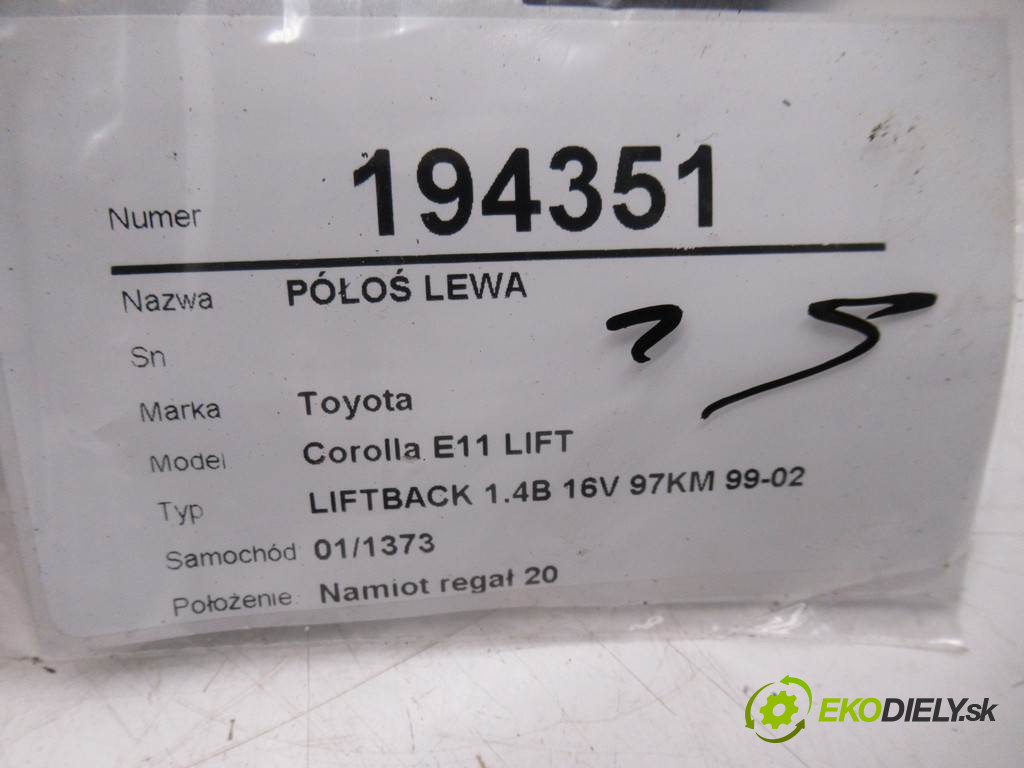 Numer 194351
Nazwa PÓŁOŚ LEWA
Sn
Marka Toyota
Model Corolla E11 LIFT
Typ LIFTBACK 1.4B 16V 97KM 99-02
Samochód 01/1373
Położenie: Namiot regał 20
EKODIELY.sk